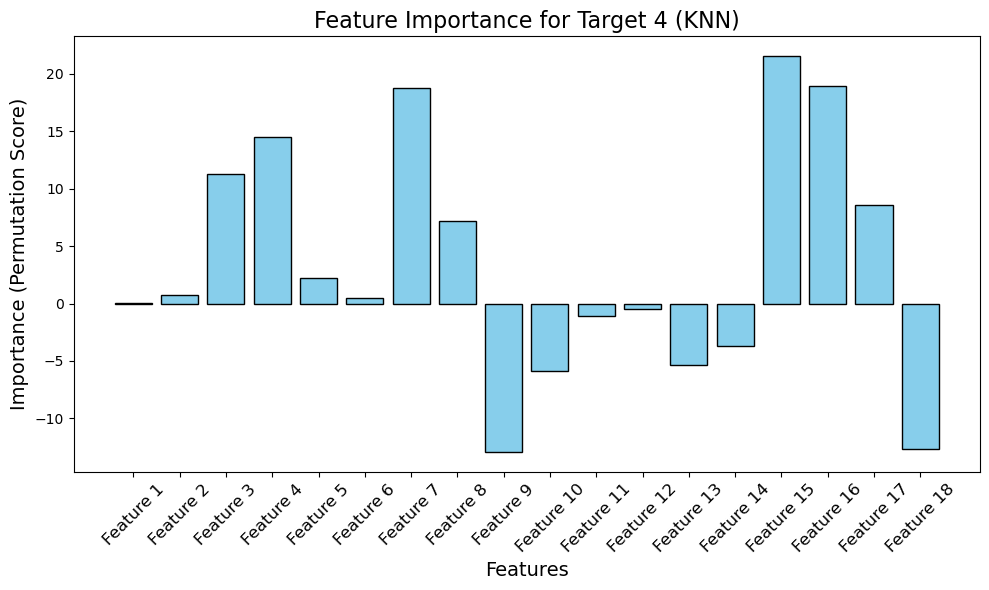 Feature Importance for Target 4 (KNN)
Importance (Permutation Score)
20
15
10
5
0
−5
−10
Feature 1
Feature 2
Feature 3
Feature 4
Feature 5
Feature 6
Feature 7
Feature 8
Feature 9
Feature 10
Feature 11
Feature 12
Feature 13
Feature 14
Feature 15
Feature 16
Feature 17
Feature 18
Features